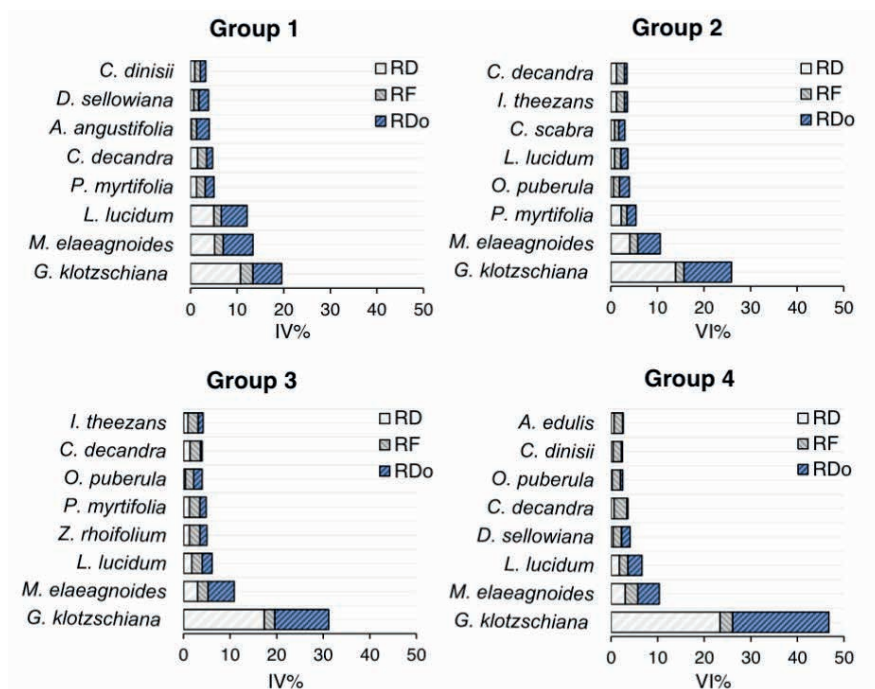 Group 1
C. dinisii
D. sellowiana
A. angustifolia
C. decandra
P. myrtifolia
L. lucidum
M. elaeagnoides
G. klotzschiana
RD
RF
RDo
0 10 20 30 40 50
IV%
Group 2
C. decandra
I. theezans
C. scabra
L. lucidum
O. puberula
P. myrtifolia
M. elaeagnoides
G. klotzschiana
RD
RF
RDo
0 10 20 30 40 50
VI%
Group 3
I. theezans
C. decandra
O. puberula
P. myrtifolia
Z. rhoifolium
L. lucidum
M. elaeagnoides
G. klotzschiana
RD
RF
RDo
0 10 20 30 40 50
IV%
Group 4
A. edulis
C. dinisii
O. puberula
C. decandra
D. sellowiana
L. lucidum
M. elaeagnoides
G. klotzschiana
RD
RF
RDo
0 10 20 30 40 50
VI%